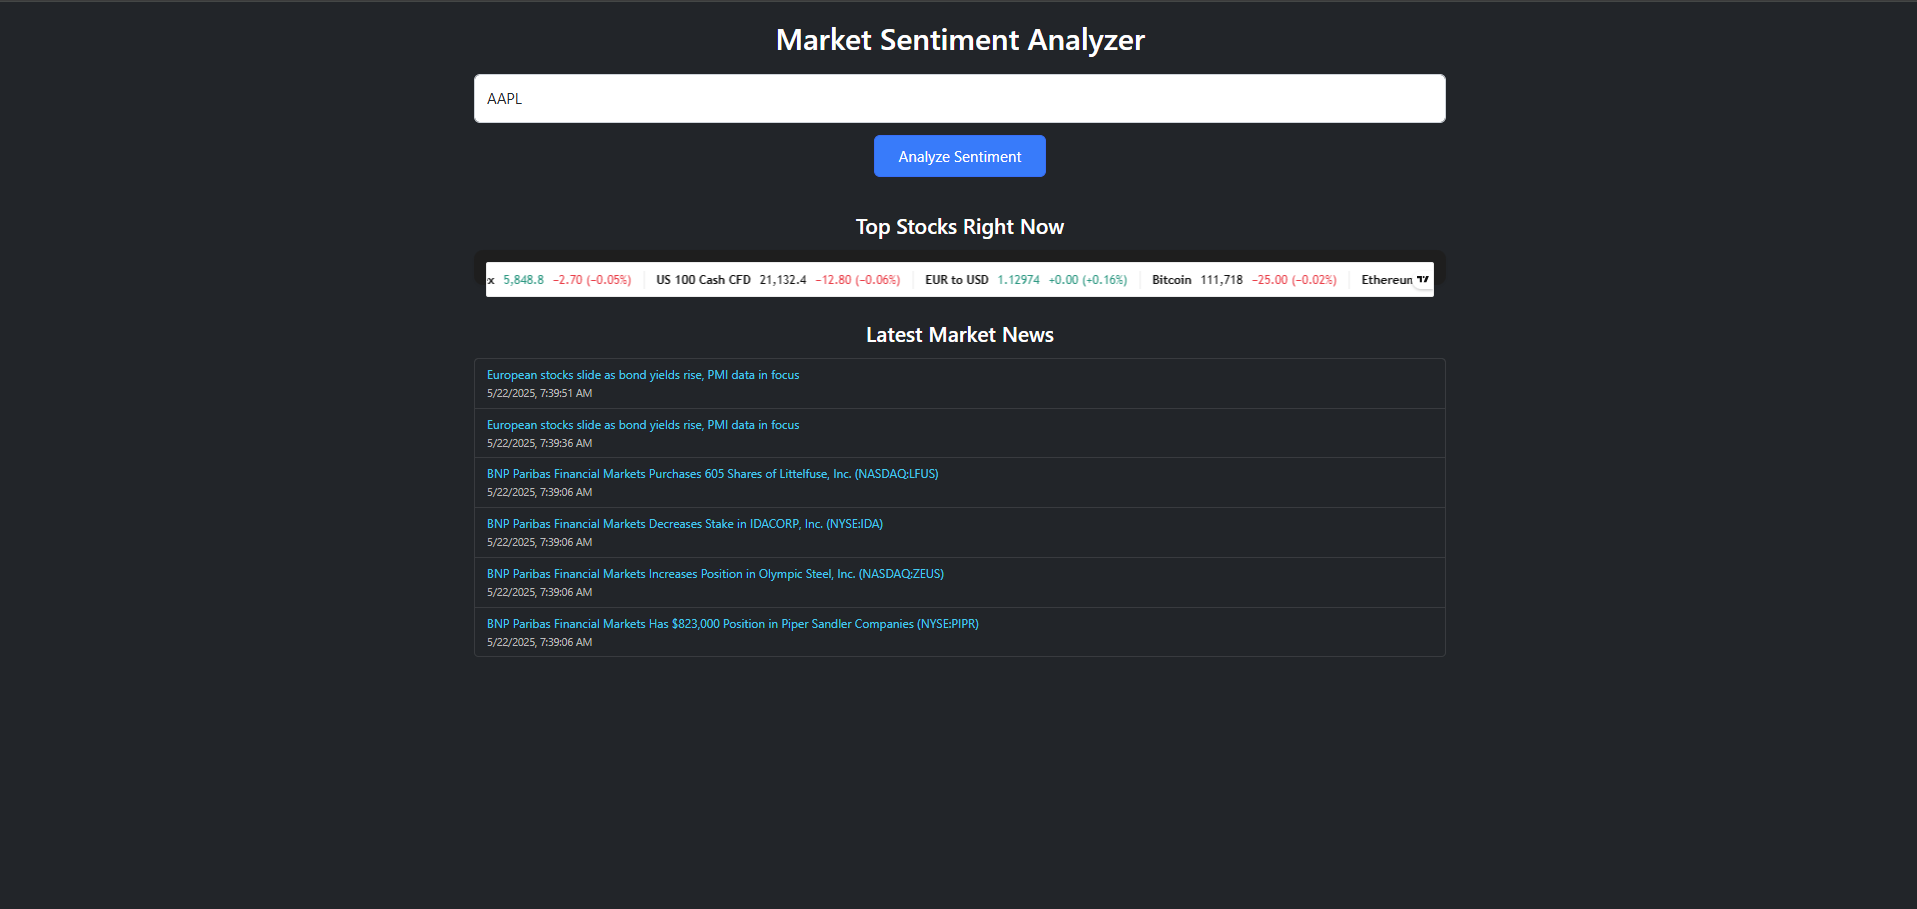 Market Sentiment Analyzer
AAPL
Analyze Sentiment
Top Stocks Right Now
x 5,848.8 −2.70 (−0.05%) US 100 Cash CFD 21,132.4 −12.80 (−0.06%) EUR to USD 1.12974 +0.00 (+0.16%) Bitcoin 111,718 −25.00 (−0.02%) Ethereum
Latest Market News
European stocks slide as bond yields rise, PMI data in focus
5/22/2025, 7:39:51 AM
European stocks slide as bond yields rise, PMI data in focus
5/22/2025, 7:39:36 AM
BNP Paribas Financial Markets Purchases 605 Shares of Littelfuse, Inc. (NASDAQ:LFUS)
5/22/2025, 7:39:06 AM
BNP Paribas Financial Markets Decreases Stake in IDACORP, Inc. (NYSE:IDA)
5/22/2025, 7:39:06 AM
BNP Paribas Financial Markets Increases Position in Olympic Steel, Inc. (NASDAQ:ZEUS)
5/22/2025, 7:39:06 AM
BNP Paribas Financial Markets Has $823,000 Position in Piper Sandler Companies (NYSE:PIPR)
5/22/2025, 7:39:06 AM